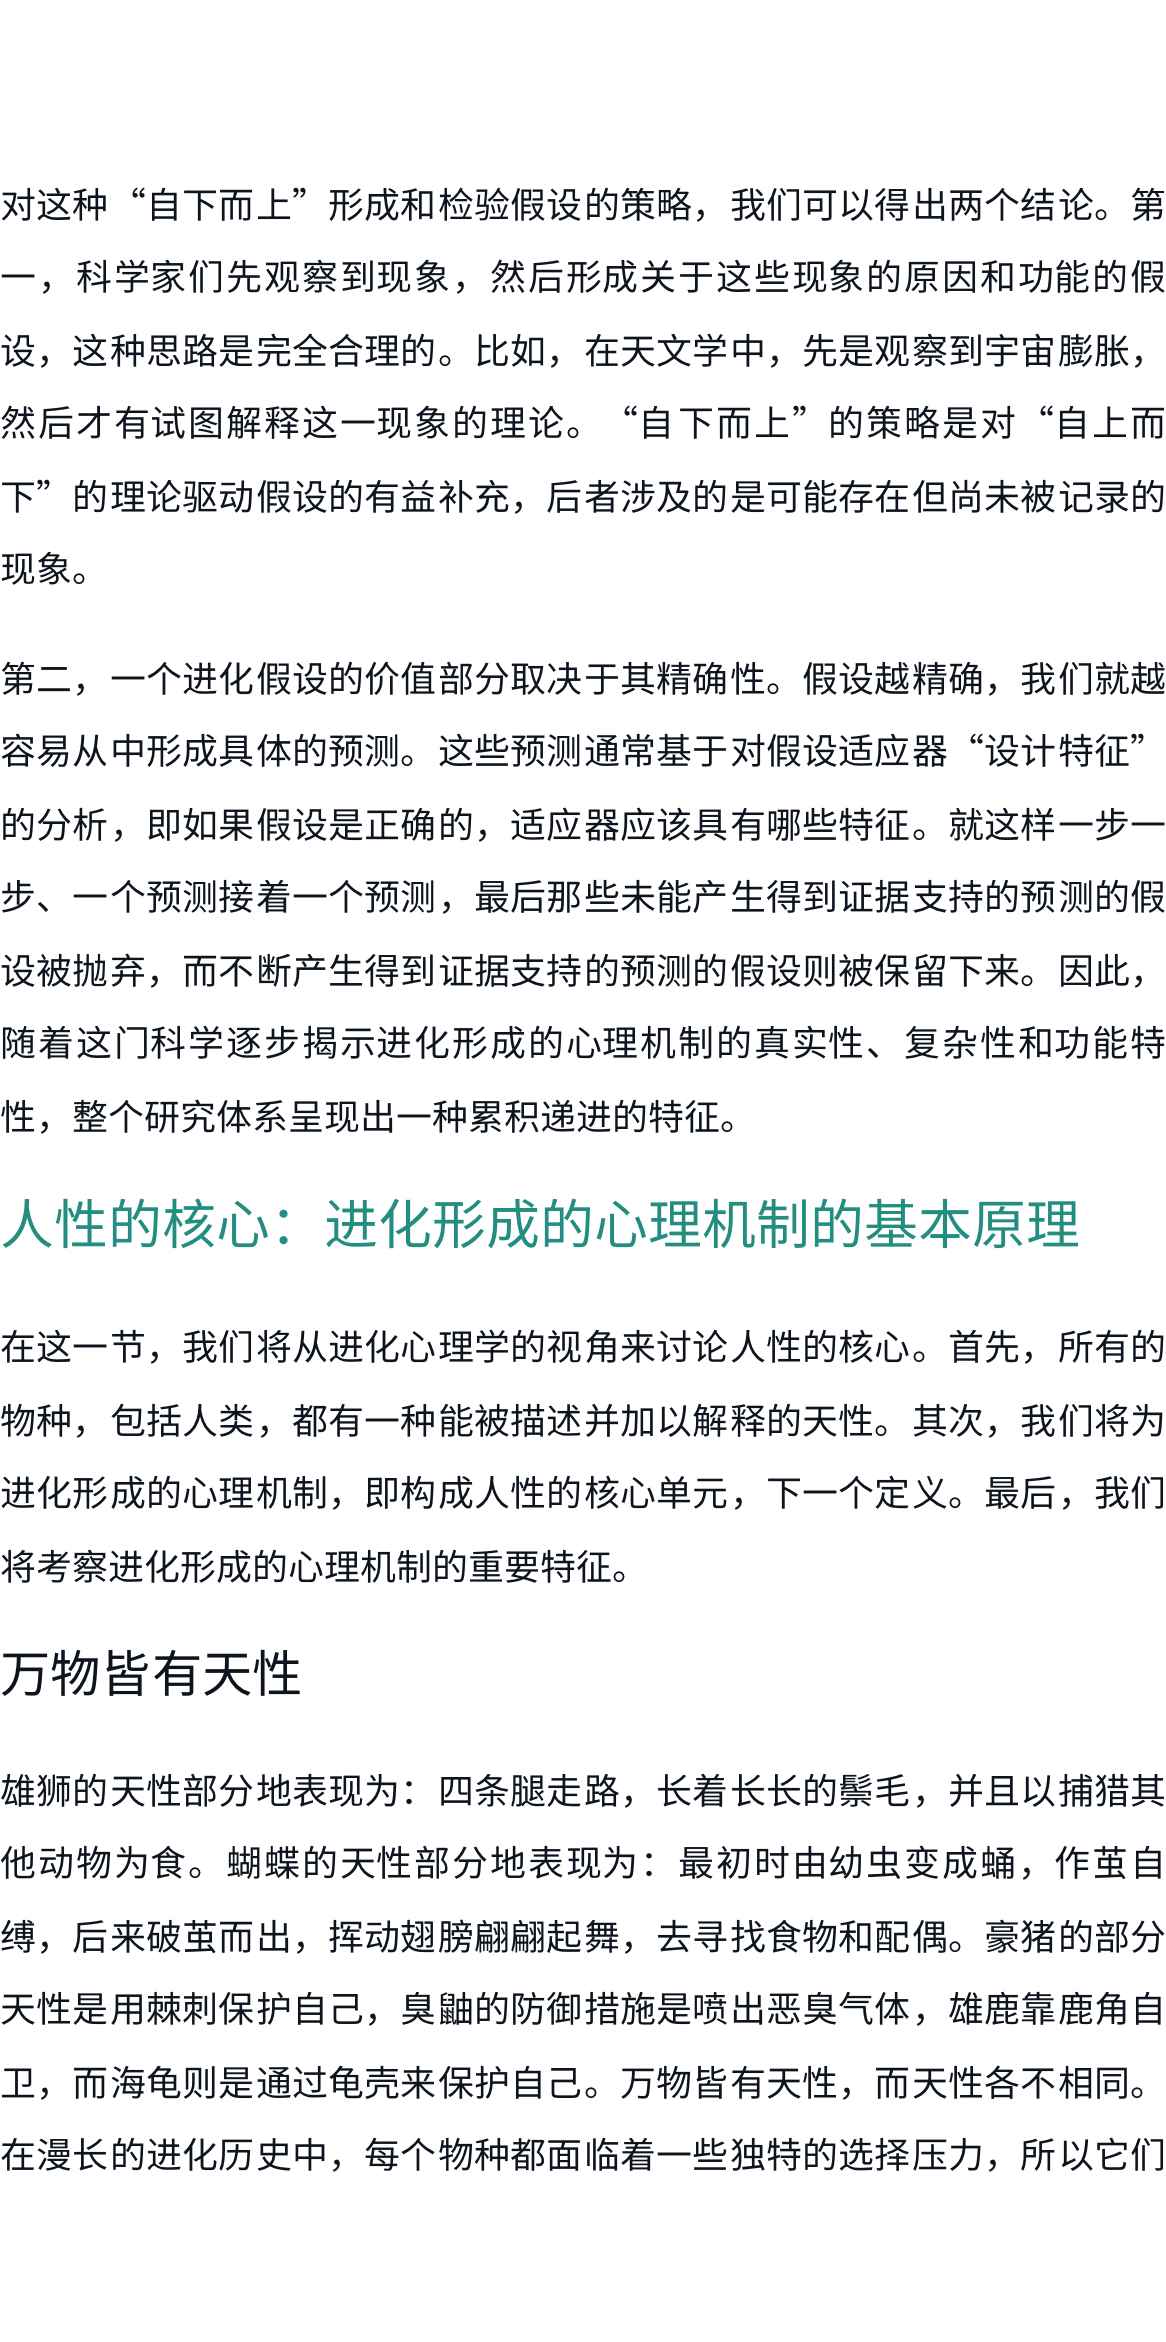 对这种“自下而上”形成和检验假设的策略，我们可以得出两个结论。第
一，科学家们先观察到现象，然后形成关于这些现象的原因和功能的假
设，这种思路是完全合理的。比如，在天文学中，先是观察到宇宙膨胀，
然后才有试图解释这一现象的理论。“自下而上”的策略是对“自上而
下”的理论驱动假设的有益补充，后者涉及的是可能存在但尚未被记录的
现象。
第二，一个进化假设的价值部分取决于其精确性。假设越精确，我们就越
容易从中形成具体的预测。这些预测通常基于对假设适应器“设计特征”
的分析，即如果假设是正确的，适应器应该具有哪些特征。就这样一步一
步、一个预测接着一个预测，最后那些未能产生得到证据支持的预测的假
设被抛弃，而不断产生得到证据支持的预测的假设则被保留下来。因此，
随着这门科学逐步揭示进化形成的心理机制的真实性、复杂性和功能特
性，整个研究体系呈现出一种累积递进的特征。
人性的核心：进化形成的心理机制的基本原理
在这一节，我们将从进化心理学的视角来讨论人性的核心。首先，所有的
物种，包括人类，都有一种能被描述并加以解释的天性。其次，我们将为
进化形成的心理机制，即构成人性的核心单元，下一个定义。最后，我们
将考察进化形成的心理机制的重要特征。
万物皆有天性
雄狮的天性部分地表现为：四条腿走路，长着长长的鬃毛，并且以捕猎其
他动物为食。蝴蝶的天性部分地表现为：最初时由幼虫变成蛹，作茧自
缚，后来破茧而出，挥动翅膀翩翩起舞，去寻找食物和配偶。豪猪的部分
天性是用棘刺保护自己，臭鼬的防御措施是喷出恶臭气体，雄鹿靠鹿角自
卫，而海龟则是通过龟壳来保护自己。万物皆有天性，而天性各不相同。
在漫长的进化历史中，每个物种都面临着一些独特的选择压力，所以它们